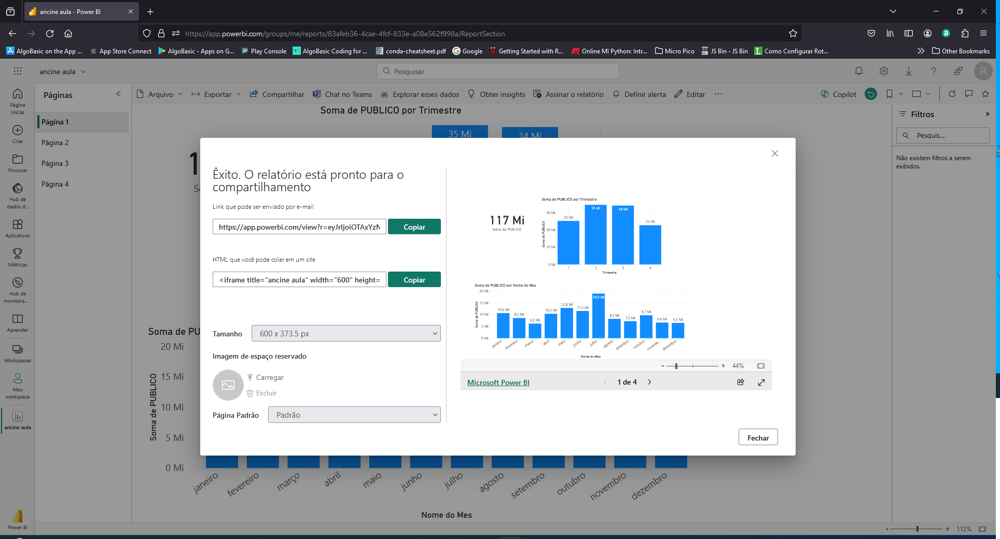 ancine aula - Power BI
https://app.powerbi.com/groups/me/reports/83afeb36-4cae-4fcf-833e-a08e562f998a/ReportSection
AlgoBasic on the App ...
App Store Connect
AlgoBasic - Apps on G...
Play Console
AlgoBasic Coding for ...
conda-cheatsheet.pdf
Google
Getting Started with R...
Online MI Python: Intr...
Micro Pico
JS Bin - JS Bin
Como Configurar Rot...
Other Bookmarks
ancine aula
Pesquisar
Página
Inicial
Criar
Procurar
Hub de
dados d...
Aplicativos
Métricas
Hub de
monitora...
Aprender
Workspaces
Meu
workspace
ancine aula
Power BI
Páginas
Página 1
Página 2
Página 3
Página 4
Arquivo
Exportar
Compartilhar
Chat no Teams
Explorar esses dados
Obter insights
Assinar o relatório
Definir alerta
Editar
Copilot
Soma de PUBLICO por Trimestre
35 Mi
34 Mi
Filtros
Pesquis...
Não existem filtros a serem
exibidos.
Êxito. O relatório está pronto para o
compartilhamento
Link que pode ser enviado por e-mail
https://app.powerbi.com/view?r=eyJrIjoiOTAxYzN
Copiar
HTML que você pode colar em um site
<iframe title="ancine aula" width="600" height=
Copiar
Tamanho
600 x 373.5 px
Imagem de espaço reservado
Carregar
Excluir
Página Padrão
Padrão
117 Mi
Soma de PUBLICO
Soma de PUBLICO por Trimestre
Soma de PUBLICO
30 Mi
20 Mi
10 Mi
0 Mi
25 Mi
35 Mi
34 Mi
23 Mi
1
2
3
4
Trimestre
Soma de PUBLICO por Nome do Mes
Soma de PUBLICO
20 Mi
15 Mi
10 Mi
5 Mi
0 Mi
10,6 Mi
8,5 Mi
6,2 Mi
10,3 Mi
12,8 Mi
11,5 Mi
18,9 Mi
8,2 Mi
7,2 Mi
9,7 Mi
6,6 Mi
6,5 Mi
janeiro
fevereiro
março
abril
maio
junho
julho
agosto
setembro
outubro
novemb...
dezembro
Nome do Mes
- + 44%
Microsoft Power BI
1 de 4
Fechar
Soma de PU
Soma de PUBLICO
20 Mi
15 Mi
10 Mi
5 Mi
0 Mi
janeiro
fevereiro
março
abril
maio
junho
julho
agosto
setembro
outubro
novembro
dezembro
Nome do Mes
- + 112%